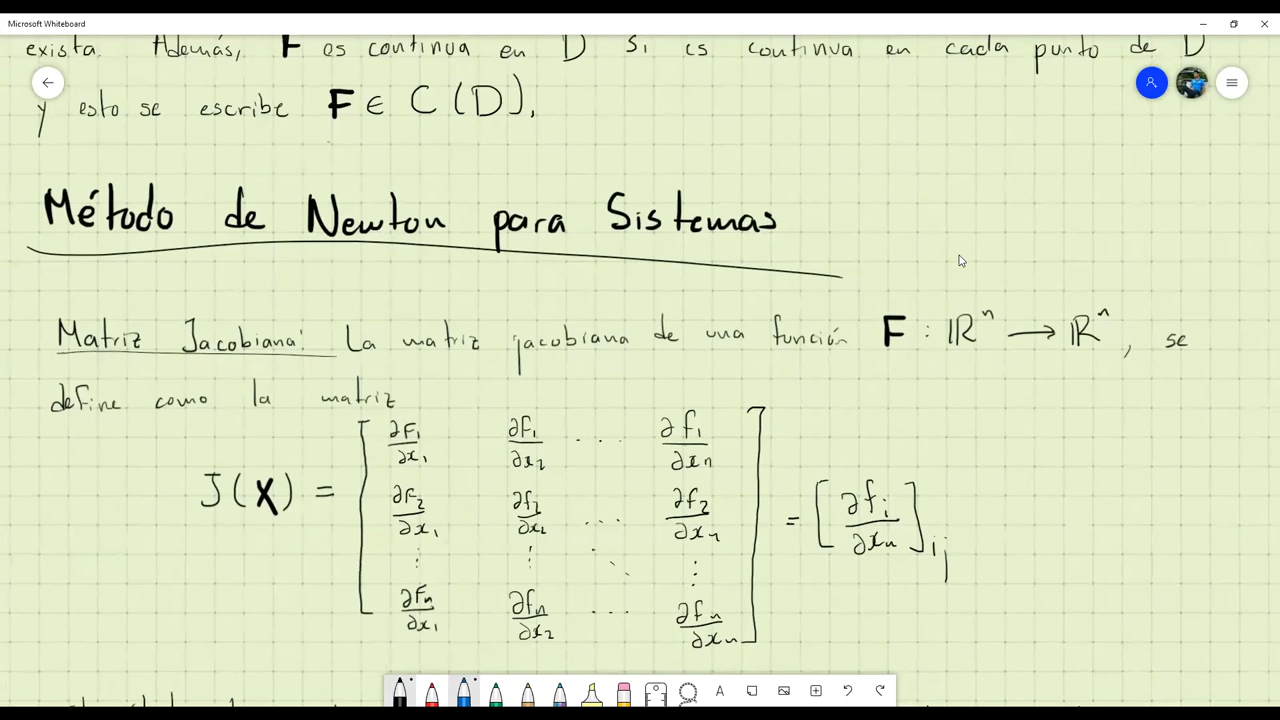 Microsoft Whiteboard
exista. Además, F es continua en D si es continua en cada punto de D
y esto se escribe F ∈ C(D).
Método de Newton para Sistemas
Matriz Jacobiana: La matriz jacobiana de una función F : ℝⁿ → ℝⁿ, se
define como la matriz
J(X) = [ ∂F₁/∂x₁ ∂f₁/∂x₂ ... ∂f₁/∂xₙ
∂F₂/∂x₁ ∂f₂/∂x₂ ... ∂f₂/∂xₙ
⋮ ⋮ ⋱ ⋮
∂Fₙ/∂x₁ ∂fₙ/∂x₂ ... ∂fₙ/∂xₙ ] = [∂fᵢ/∂xₙ]ᵢⱼ
A